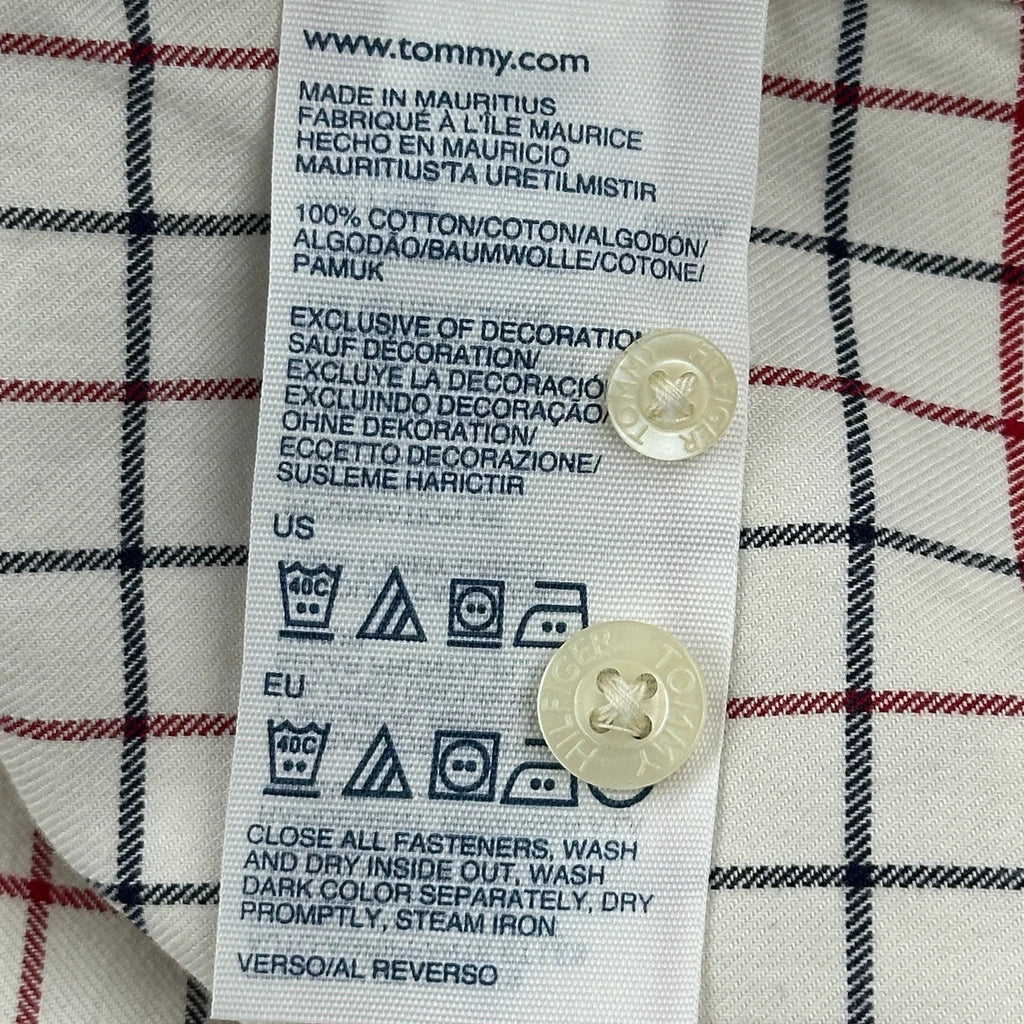 www.tommy.com
MADE IN MAURITIUS
FABRIQUÉ À L'ÎLE MAURICE
HECHO EN MAURICIO
MAURITIUS'TA URETILMISTIR
100% COTTON/COTON/ALGODÓN/
ALGODÃO/BAUMWOLLE/COTONE/
PAMUK
EXCLUSIVE OF DECORATIO
SAUF DÉCORATION/
EXCLUYE LA DECORACIÓ
EXCLUINDO DECORAÇÃO/
OHNE DEKORATION/
ECCETTO DECORAZIONE/
SUSLEME HARICTIR
TOMMY HILFIGER
US
40C
TOMMY HILFIGER
EU
40C
CLOSE ALL FASTENERS, WASH
AND DRY INSIDE OUT, WASH
DARK COLOR SEPARATELY, DRY
PROMPTLY, STEAM IRON
VERSO/AL REVERSO